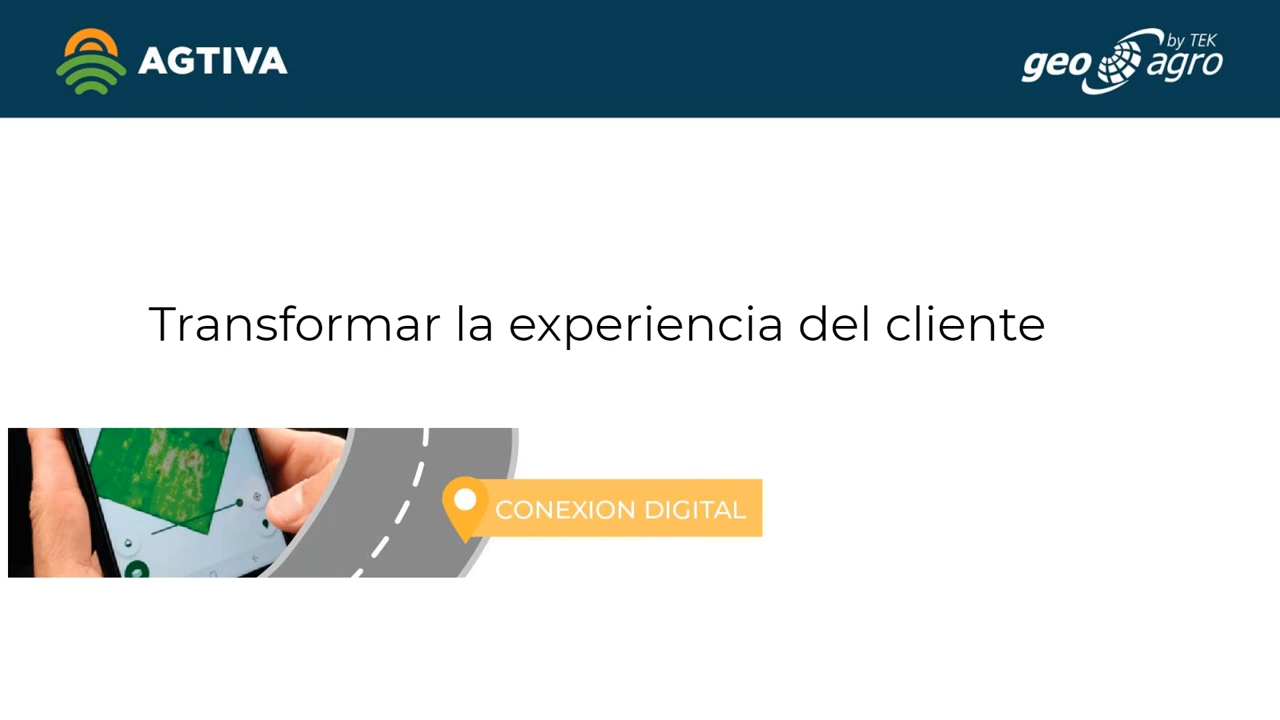 AGTIVA
geo agro by TEK
Transformar la experiencia del cliente
CONEXION DIGITAL